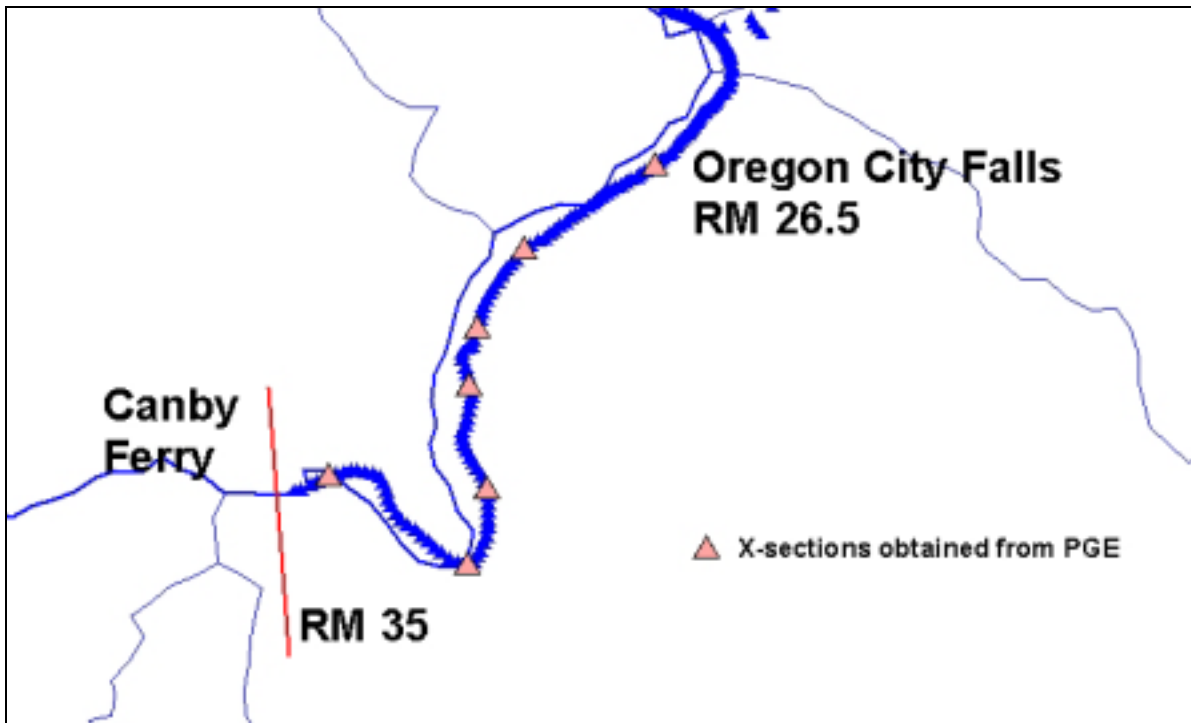 Oregon City Falls
RM 26.5
Canby
Ferry
X-sections obtained from PGE
RM 35